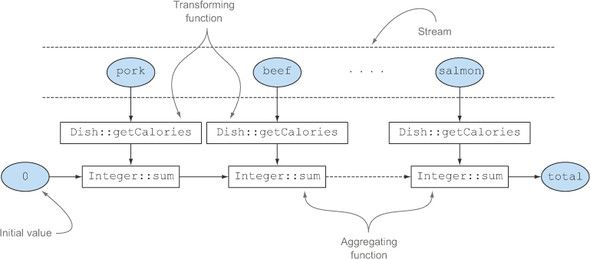 Transforming
function
Stream
pork
beef
. . . .
salmon
Dish::getCalories
Dish::getCalories
Dish::getCalories
0
Integer::sum
Integer::sum
Integer::sum
total
Initial value
Aggregating
function